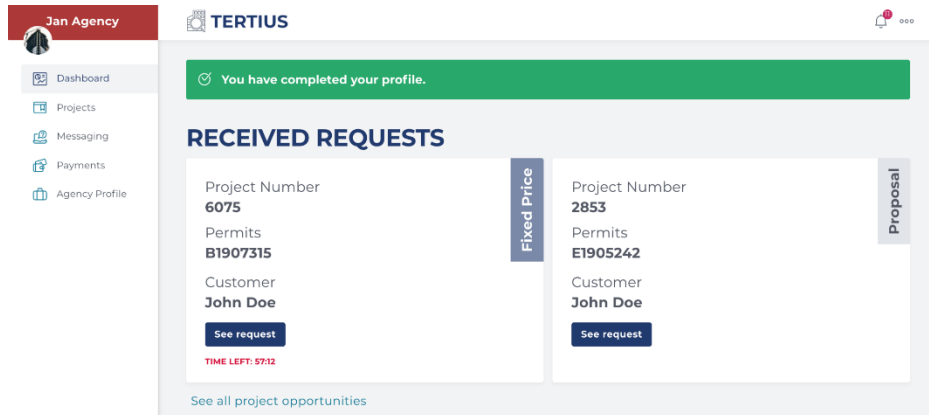 Jan Agency
TERTIUS
11
Dashboard
Projects
Messaging
Payments
Agency Profile
You have completed your profile.
RECEIVED REQUESTS
Project Number
6075
Permits
B1907315
Customer
John Doe
See request
TIME LEFT: 57:12
Fixed Price
Project Number
2853
Permits
E1905242
Customer
John Doe
See request
Proposal
See all project opportunities